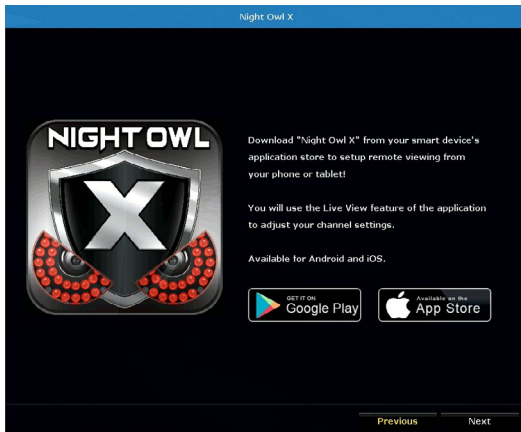 Night Owl X
NIGHT OWL
X
Download "Night Owl X" from your smart device's
application store to setup remote viewing from
your phone or tablet!
You will use the Live View feature of the application
to adjust your channel settings.
Available for Android and iOS.
GET IT ON
Google Play
Available on the
App Store
Previous
Next